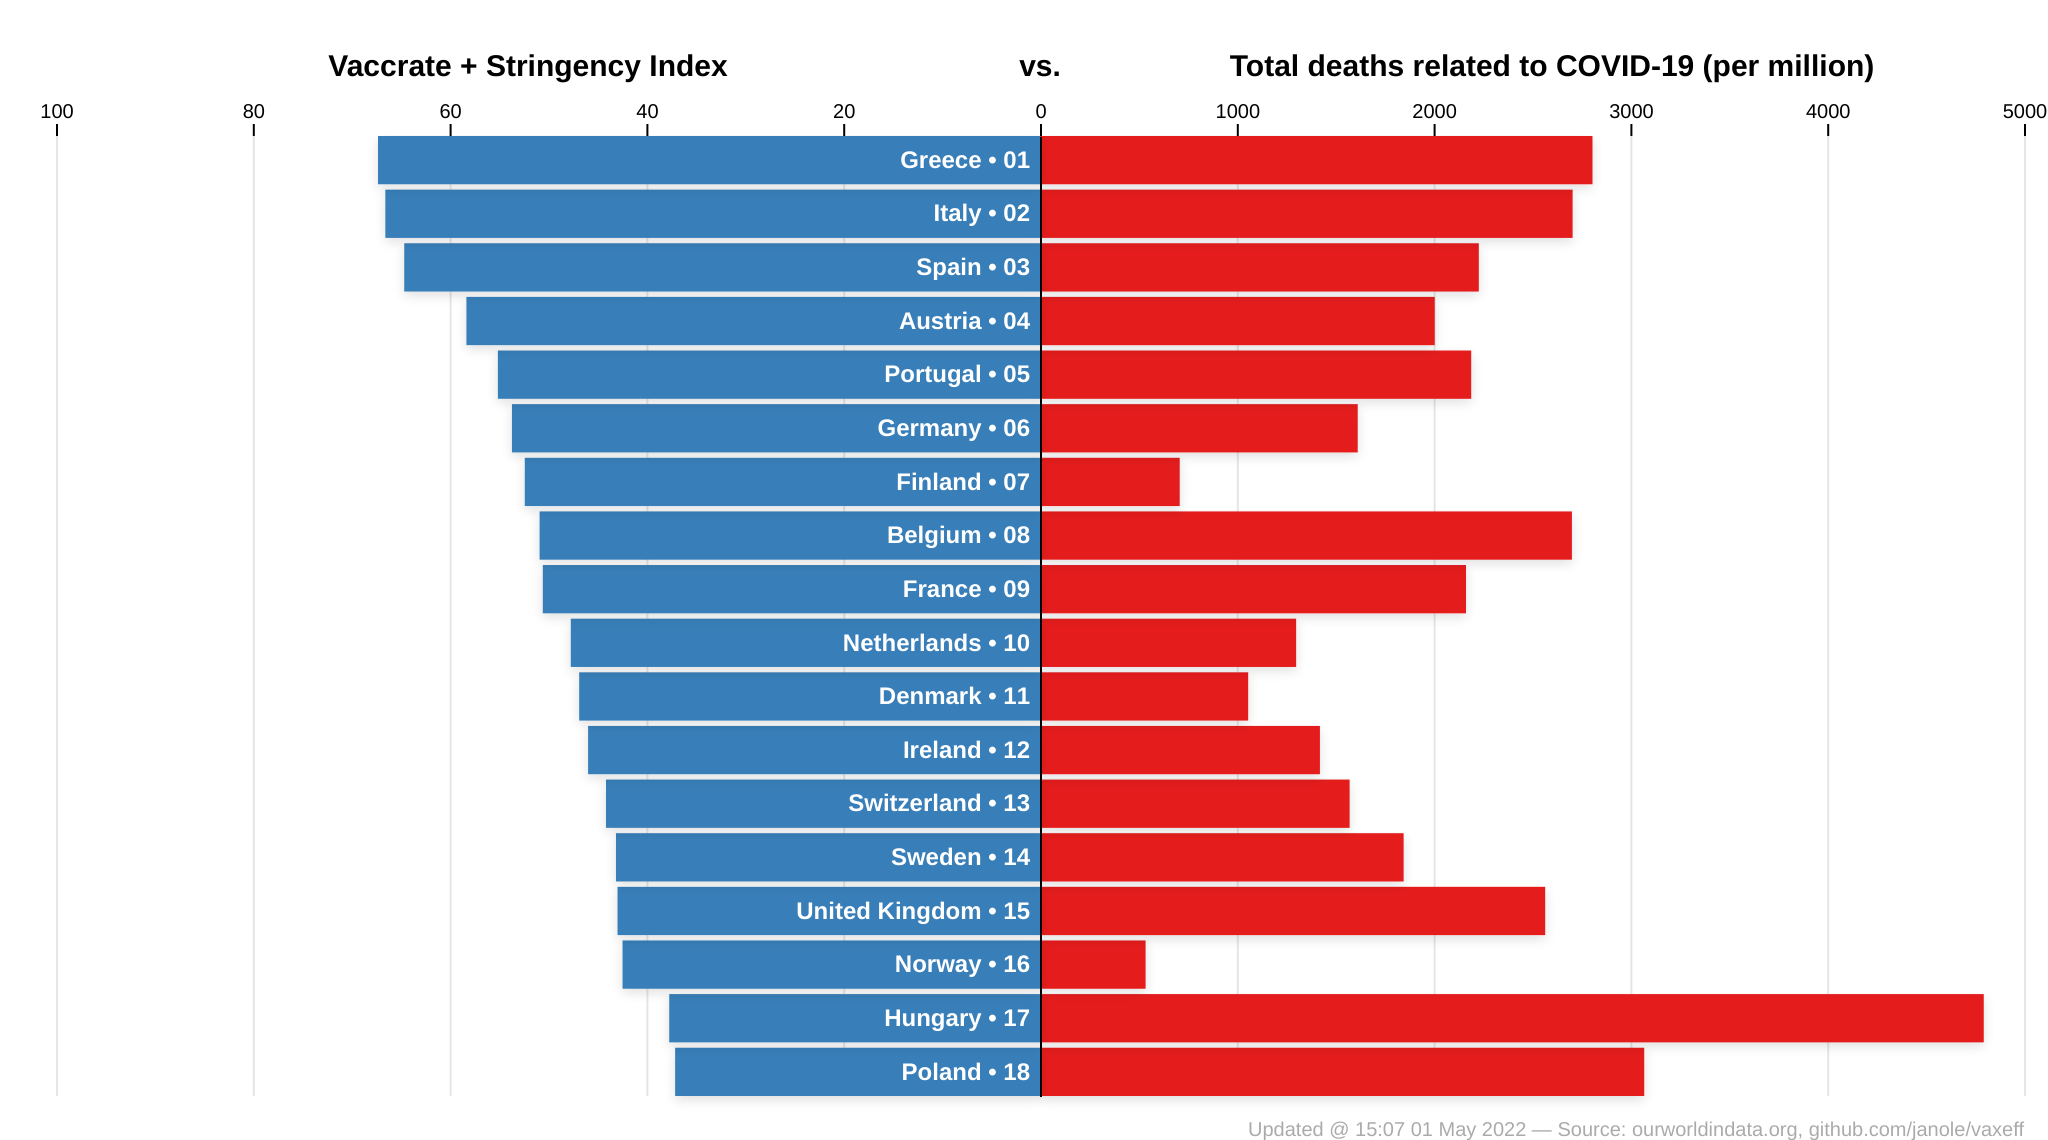 Vaccrate + Stringency Index vs. Total deaths related to COVID-19 (per million)
100 80 60 40 20 0 1000 2000 3000 4000 5000
Greece • 01
Italy • 02
Spain • 03
Austria • 04
Portugal • 05
Germany • 06
Finland • 07
Belgium • 08
France • 09
Netherlands • 10
Denmark • 11
Ireland • 12
Switzerland • 13
Sweden • 14
United Kingdom • 15
Norway • 16
Hungary • 17
Poland • 18
Updated @ 15:07 01 May 2022 — Source: ourworldindata.org, github.com/janole/vaxeff